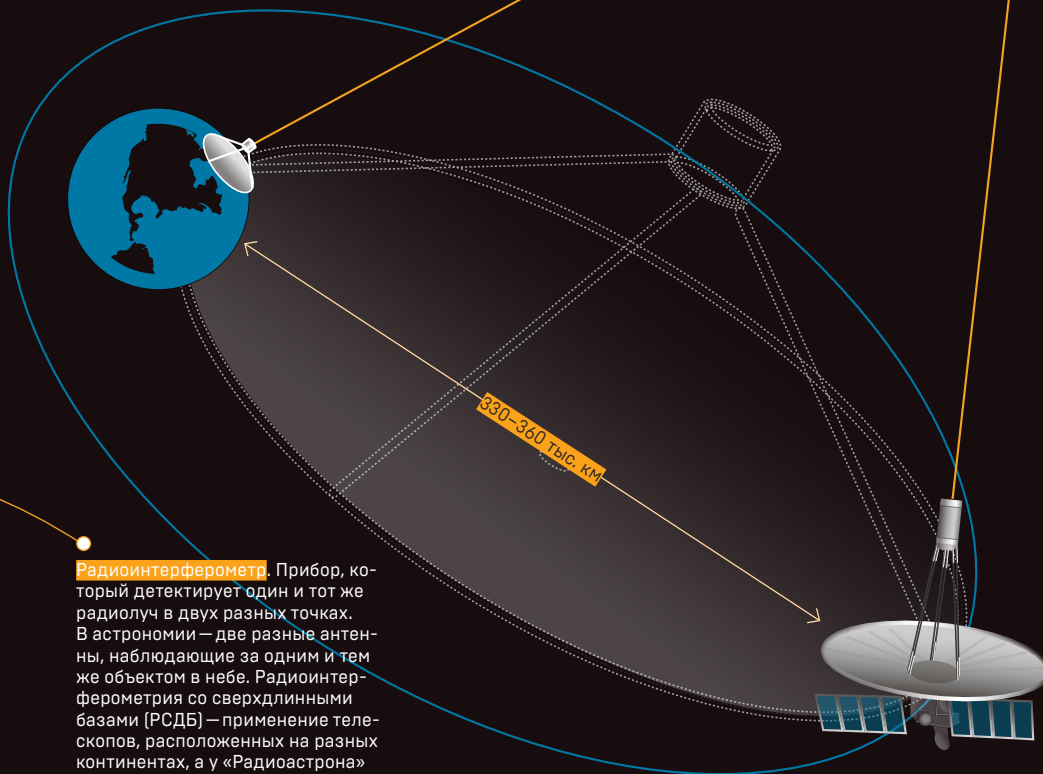 330–360 тыс. км
Радиоинтерферометр. Прибор, ко-
торый детектирует один и тот же
радиолуч в двух разных точках.
В астрономии — две разные антен-
ны, наблюдающие за одним и тем
же объектом в небе. Радиоинтер-
ферометрия со сверхдлинными
базами (РСДБ) — применение теле-
скопов, расположенных на разных
континентах, а у «Радиоастрона»